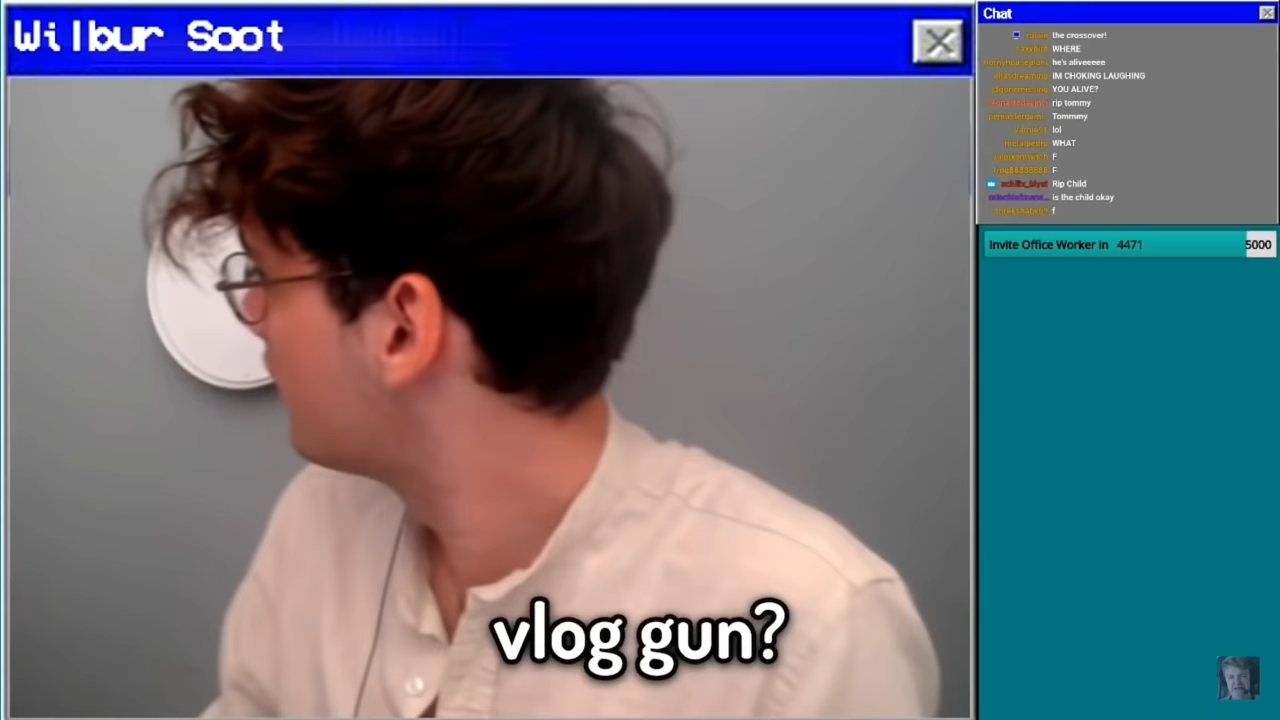 Wilbur Soot
Chat
the crossover!
WHERE
he's aliveeeee
IM CHOKING LAUGHING
YOU ALIVE?
rip tommy
Tommmy
lol
WHAT
F
F
Rip Child
is the child okay
f
Invite Office Worker in 4471
5000
vlog gun?